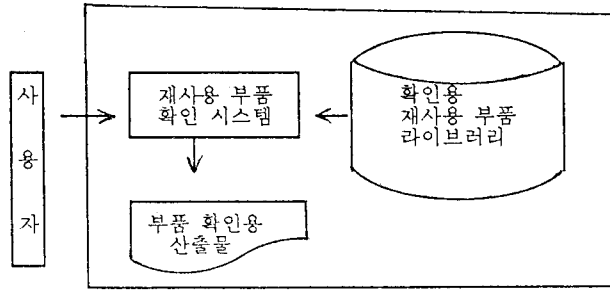 사
용
자
재사용 부품
확인 시스템
확인용
재사용 부품
라이브러리
부품 확인용
산출물